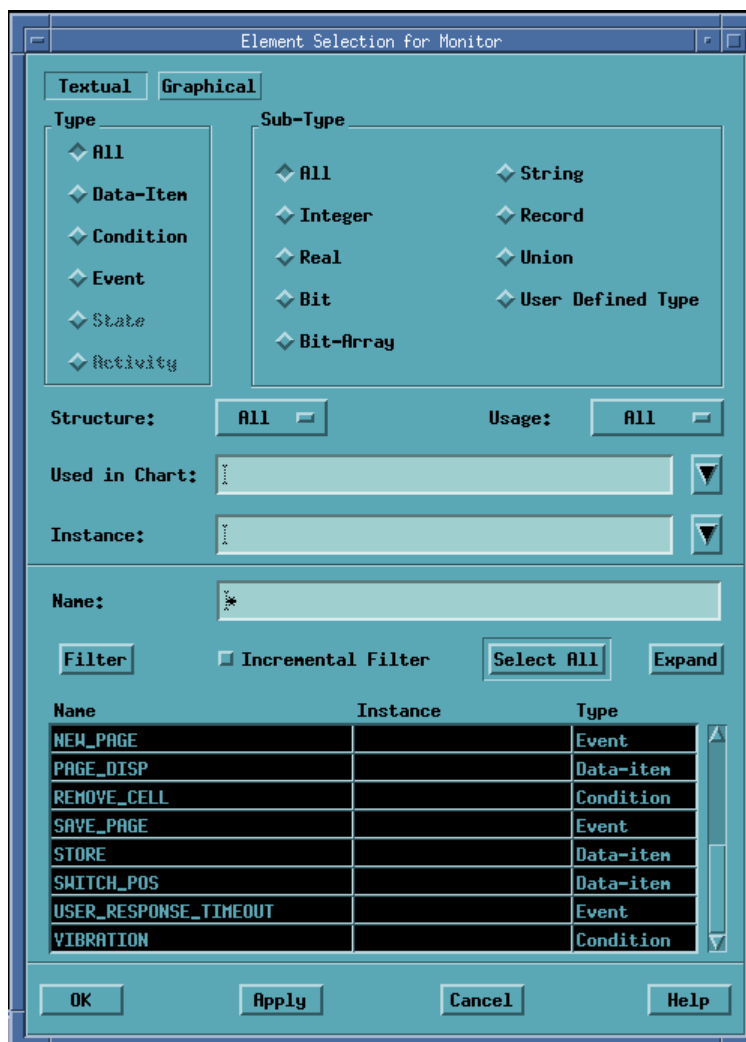 Element Selection for Monitor
Textual Graphical
Type
All
Data-Item
Condition
Event
State
Activity
Sub-Type
All
Integer
Real
Bit
Bit-Array
String
Record
Union
User Defined Type
Structure: All Usage: All
Used in Chart:
Instance:
Name: *
Filter Incremental Filter Select All Expand
Name Instance Type
NEW_PAGE Event
PAGE_DISP Data-item
REMOVE_CELL Condition
SAVE_PAGE Event
STORE Data-item
SWITCH_POS Data-item
USER_RESPONSE_TIMEOUT Event
VIBRATION Condition
OK Apply Cancel Help